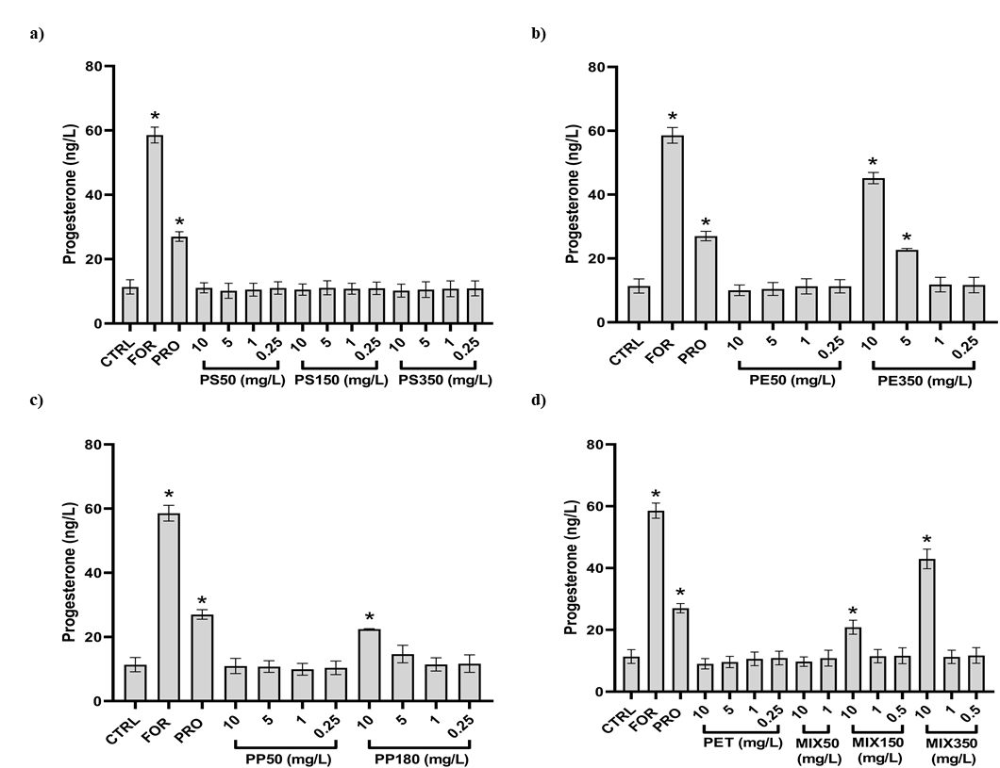 a)
80
60
40
20
0
Progesterone (ng/L)
*
*
CTRL FOR PRO 10 5 1 0.25 10 5 1 0.25 10 5 1 0.25
PS50 (mg/L) PS150 (mg/L) PS350 (mg/L)
b)
80
60
40
20
0
Progesterone (ng/L)
*
*
*
*
CTRL FOR PRO 10 5 1 0.25 10 5 1 0.25
PE50 (mg/L) PE350 (mg/L)
c)
80
60
40
20
0
Progesterone (ng/L)
*
*
*
CTRL FOR PRO 10 5 1 0.25 10 5 1 0.25
PP50 (mg/L) PP180 (mg/L)
d)
80
60
40
20
0
Progesterone (ng/L)
*
*
*
*
CTRL FOR PRO 10 5 1 0.25 10 1 10 1 0.5 10 1 0.5
PET (mg/L) MIX50 MIX150 MIX350
(mg/L) (mg/L) (mg/L)